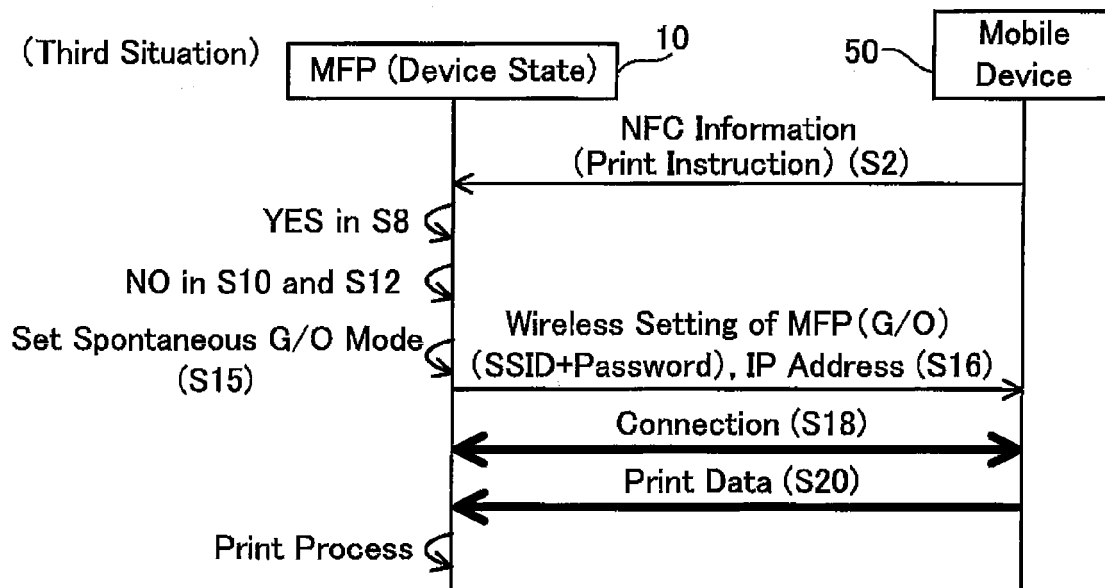 (Third Situation)
MFP (Device State)
10
50
Mobile
Device
NFC Information
(Print Instruction) (S2)
YES in S8
NO in S10 and S12
Set Spontaneous G/O Mode
(S15)
Wireless Setting of MFP(G/O)
(SSID+Password), IP Address (S16)
Connection (S18)
Print Data (S20)
Print Process